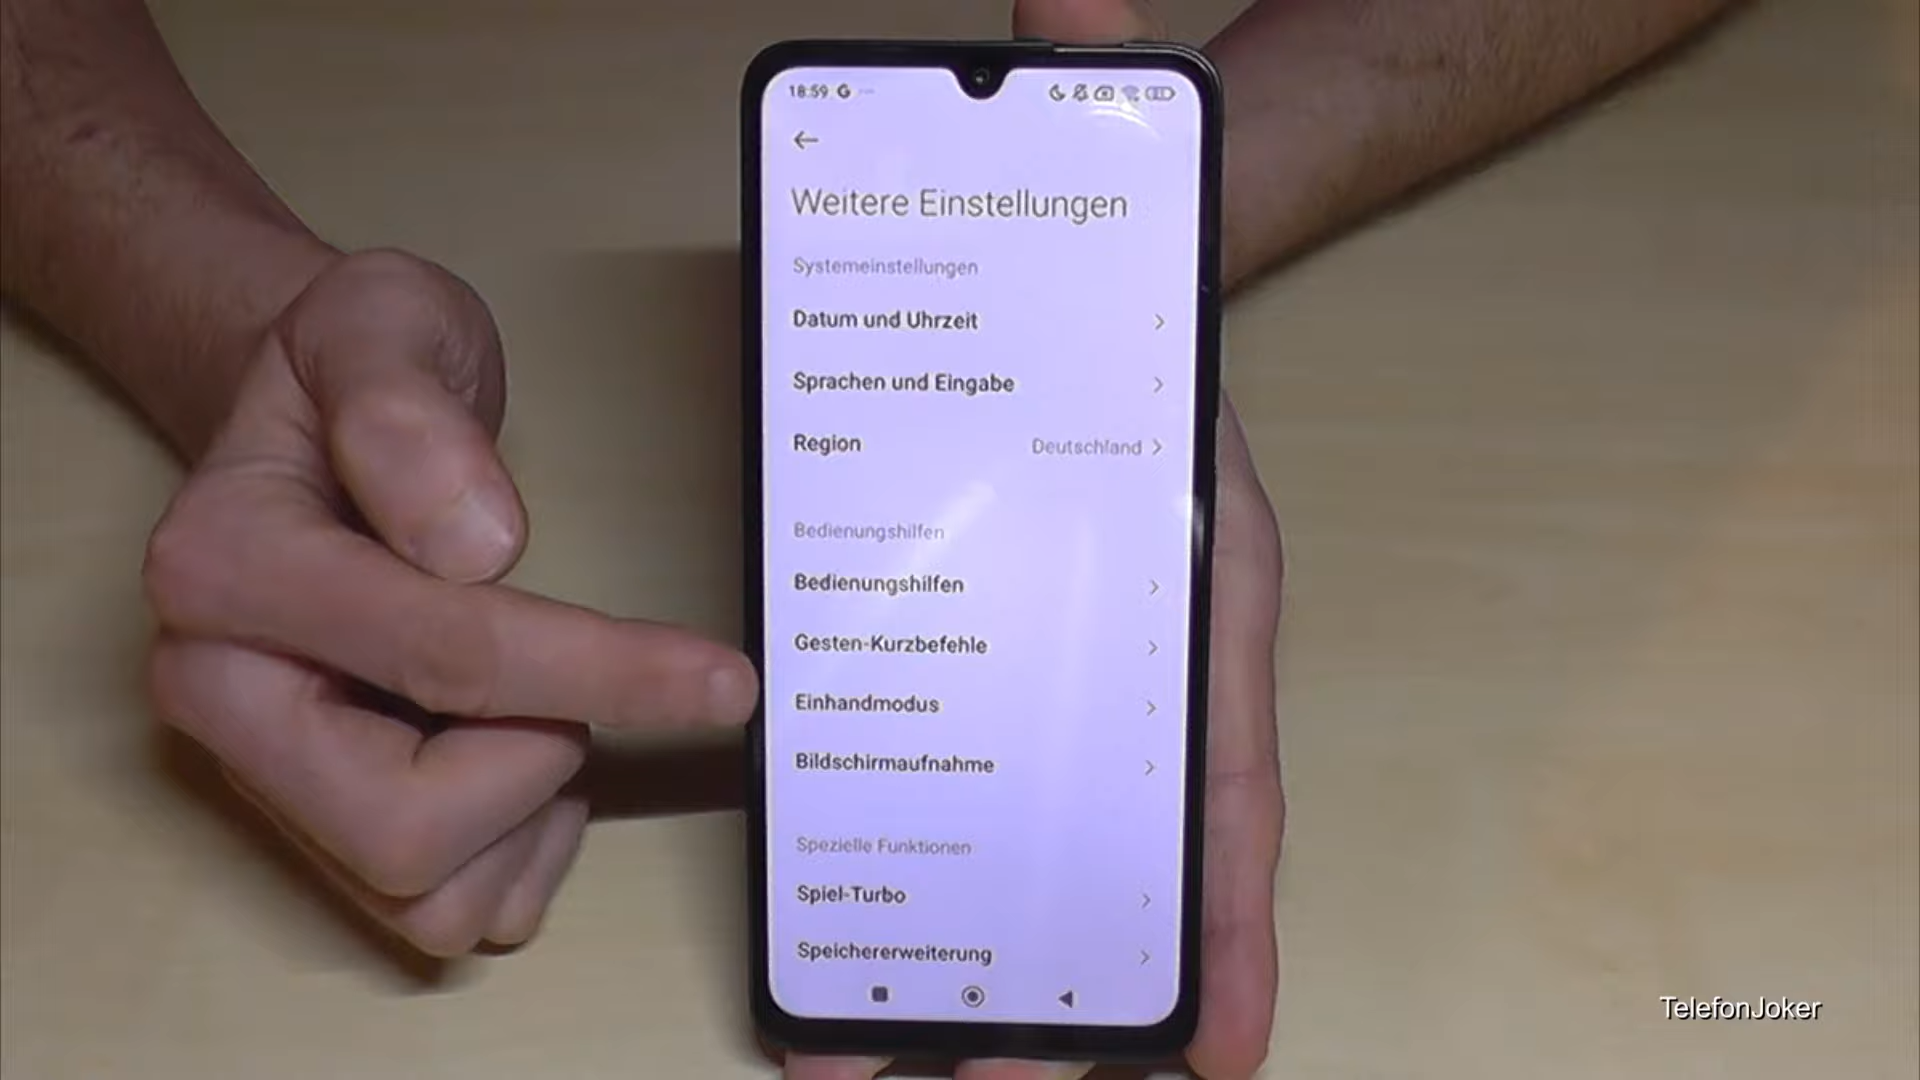 18:59 G
Weitere Einstellungen
Systemeinstellungen
Datum und Uhrzeit
Sprachen und Eingabe
Region Deutschland
Bedienungshilfen
Bedienungshilfen
Gesten-Kurzbefehle
Einhandmodus
Bildschirmaufnahme
Spezielle Funktionen
Spiel-Turbo
Speichererweiterung
TelefonJoker